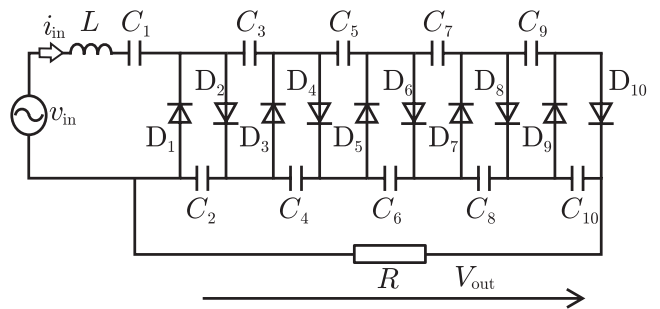 i_in L C_1 C_3 C_5 C_7 C_9
D_2 D_4 D_6 D_8 D_10
v_in
D_1 D_3 D_5 D_7 D_9
C_2 C_4 C_6 C_8 C_10
R V_out